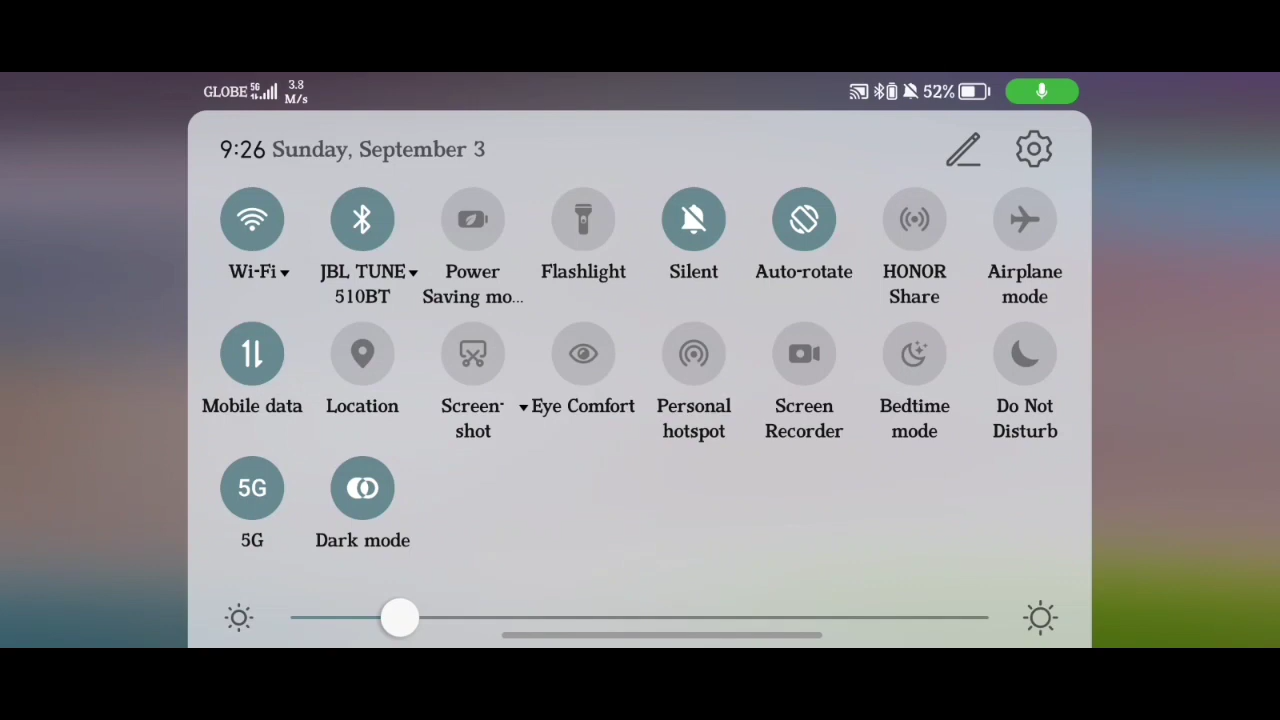 GLOBE 5G 3.8 M/s 52%
9:26 Sunday, September 3
Wi-Fi JBL TUNE 510BT Power Saving mo... Flashlight Silent Auto-rotate HONOR Share Airplane mode
Mobile data Location Screen-shot Eye Comfort Personal hotspot Screen Recorder Bedtime mode Do Not Disturb
5G
5G Dark mode